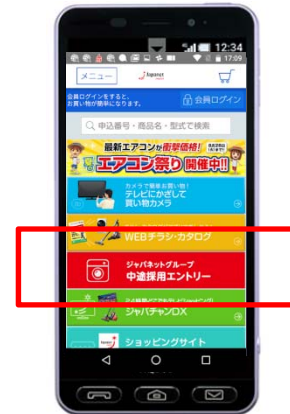 12:34
17:09
メニュー
Japanet
会員ログインをすると、
お買い物が簡単になります。
会員ログイン
申込番号・商品名・型式で検索
最新エアコンが衝撃価格!
エアコン祭り開催中!!
カメラで簡単お買い物!
テレビにかざして
買い物カメラ
WEBチラシ・カタログ
ジャパネットグループ
中途採用エントリー
ジャパチャンDX
ショッピングサイト